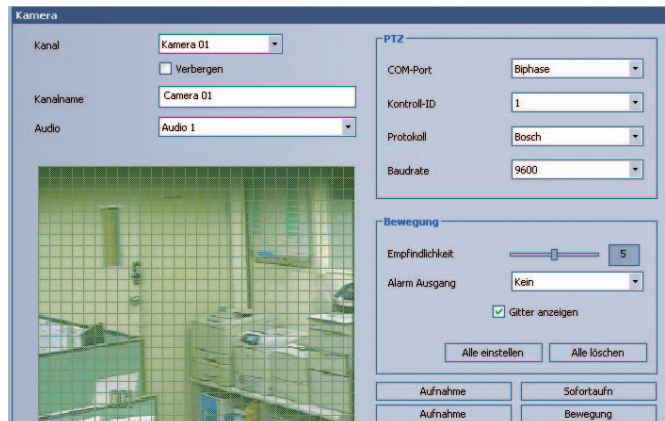 Kamera
Kanal
Kamera 01
Verbergen
Kanalname
Camera 01
Audio
Audio 1
PTZ
COM-Port
Biphase
Kontroll-ID
1
Protokoll
Bosch
Baudrate
9600
Bewegung
Empfindlichkeit
5
Alarm Ausgang
Kein
Gitter anzeigen
Alle einstellen
Alle löschen
Aufnahme
Sofortaufn
Aufnahme
Bewegung